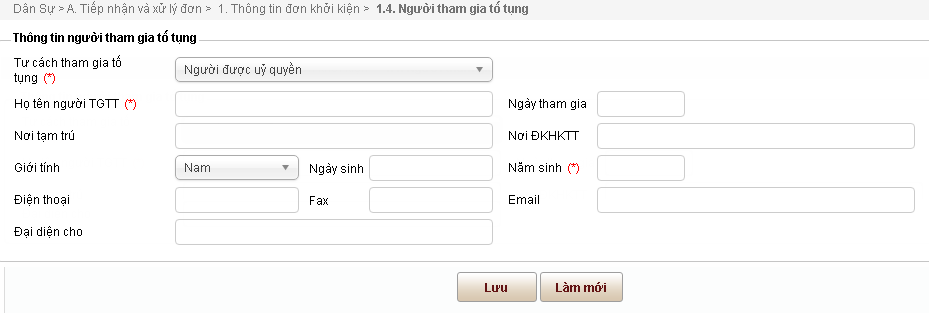 Dân Sự > A. Tiếp nhận và xử lý đơn > 1. Thông tin đơn khởi kiện > 1.4. Người tham gia tố tụng
Thông tin người tham gia tố tụng
Tư cách tham gia tố
tụng (*) Người được uỷ quyền
Họ tên người TGTT (*) Ngày tham gia
Nơi tạm trú Nơi ĐKHKTT
Giới tính Nam Ngày sinh Năm sinh (*)
Điện thoại Fax Email
Đại diện cho
Lưu Làm mới